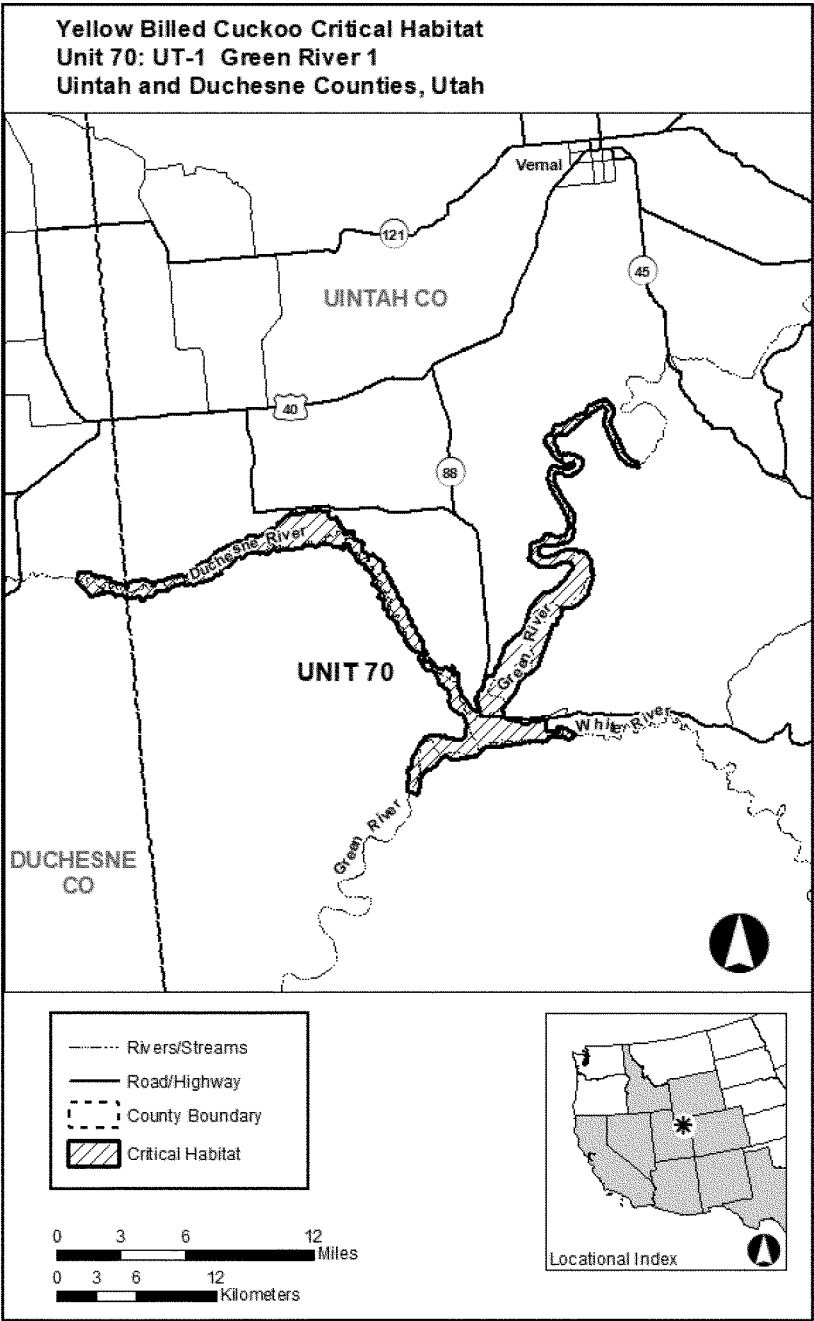 Yellow Billed Cuckoo Critical Habitat
Unit 70: UT-1 Green River 1
Uintah and Duchesne Counties, Utah
Vernal
121
45
UINTAH CO
40
88
Duchesne River
Green River
UNIT 70
White River
Green River
DUCHESNE
CO
Rivers/Streams
Road/Highway
County Boundary
Critical Habitat
0 3 6 12
Miles
0 3 6 12
Kilometers
Locational Index